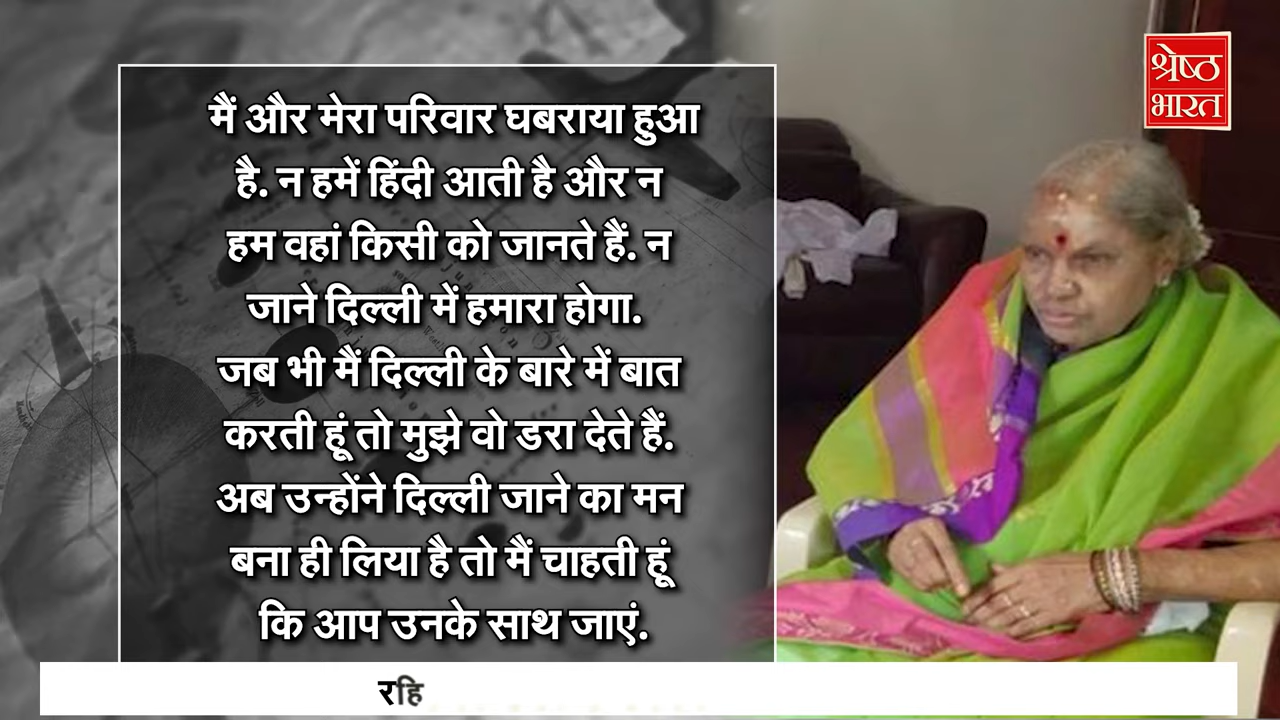 श्रेष्ठ
भारत
मैं और मेरा परिवार घबराया हुआ
है. न हमें हिंदी आती है और न
हम वहां किसी को जानते हैं. न
जाने दिल्ली में हमारा होगा.
जब भी मैं दिल्ली के बारे में बात
करती हूं तो मुझे वो डरा देते हैं.
अब उन्होंने दिल्ली जाने का मन
बना ही लिया है तो मैं चाहती हूं
कि आप उनके साथ जाएं.
रहि